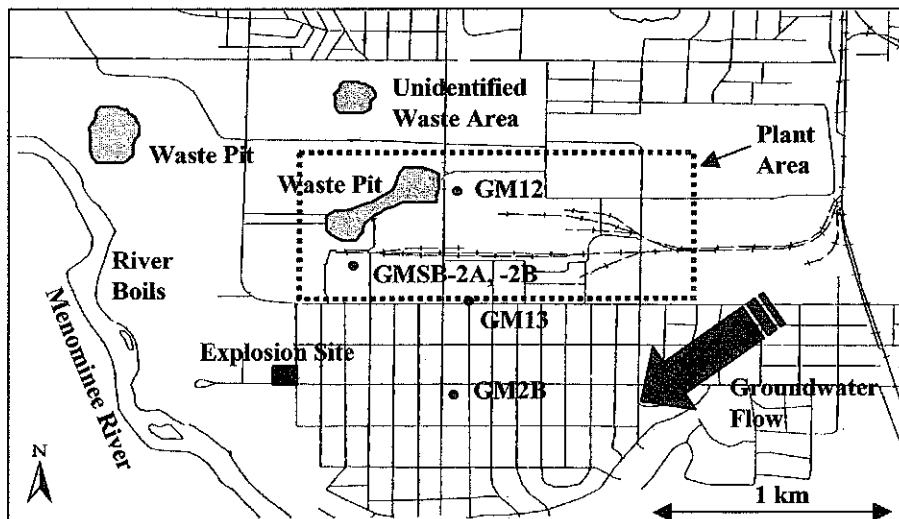 Unidentified
Waste Area
Waste Pit
Plant
Area
Waste Pit
GM12
River
Boils
GMSB-2A, -2B
GM13
Menominee River
Explosion Site
GM2B
Groundwater
Flow
N
1 km